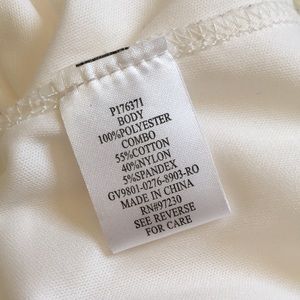 P176371
BODY
100%POLYESTER
COMBO
55%COTTON
40%NYLON
5%SPANDEX
GV9801-0276-8903-RO
MADE IN CHINA
RN#97230
SEE REVERSE
FOR CARE